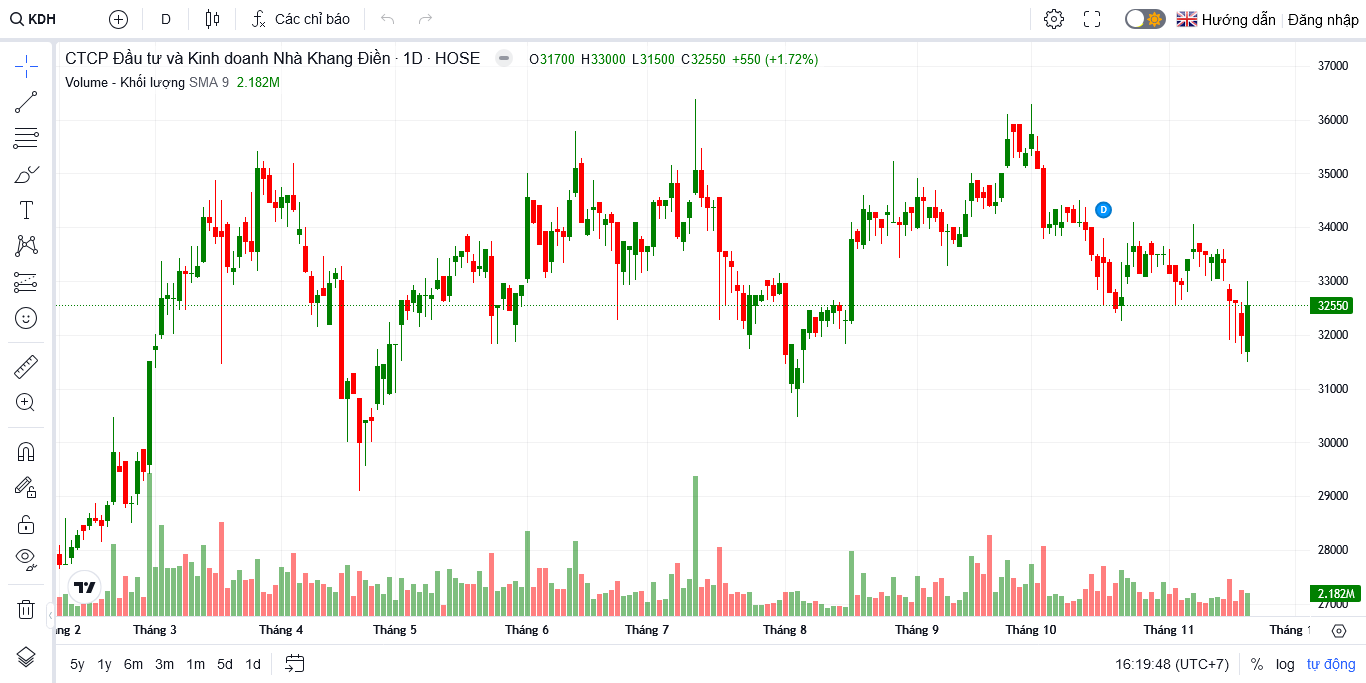 KDH D Các chỉ báo Hướng dẫn Đăng nhập
CTCP Đầu tư và Kinh doanh Nhà Khang Điền · 1D · HOSE O31700 H33000 L31500 C32550 +550 (+1.72%)
Volume - Khối lượng SMA 9 2.182M
37000
36000
35000
34000
33000
32550
32000
31000
30000
29000
28000
2.182M
27000
D
ng 2 Tháng 3 Tháng 4 Tháng 5 Tháng 6 Tháng 7 Tháng 8 Tháng 9 Tháng 10 Tháng 11 Tháng 1
5y 1y 6m 3m 1m 5d 1d 16:19:48 (UTC+7) % log tự động